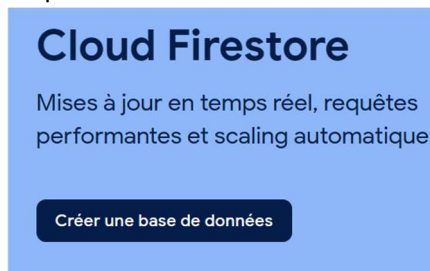 Cloud Firestore
Mises à jour en temps réel, requêtes
performantes et scaling automatique
Créer une base de données